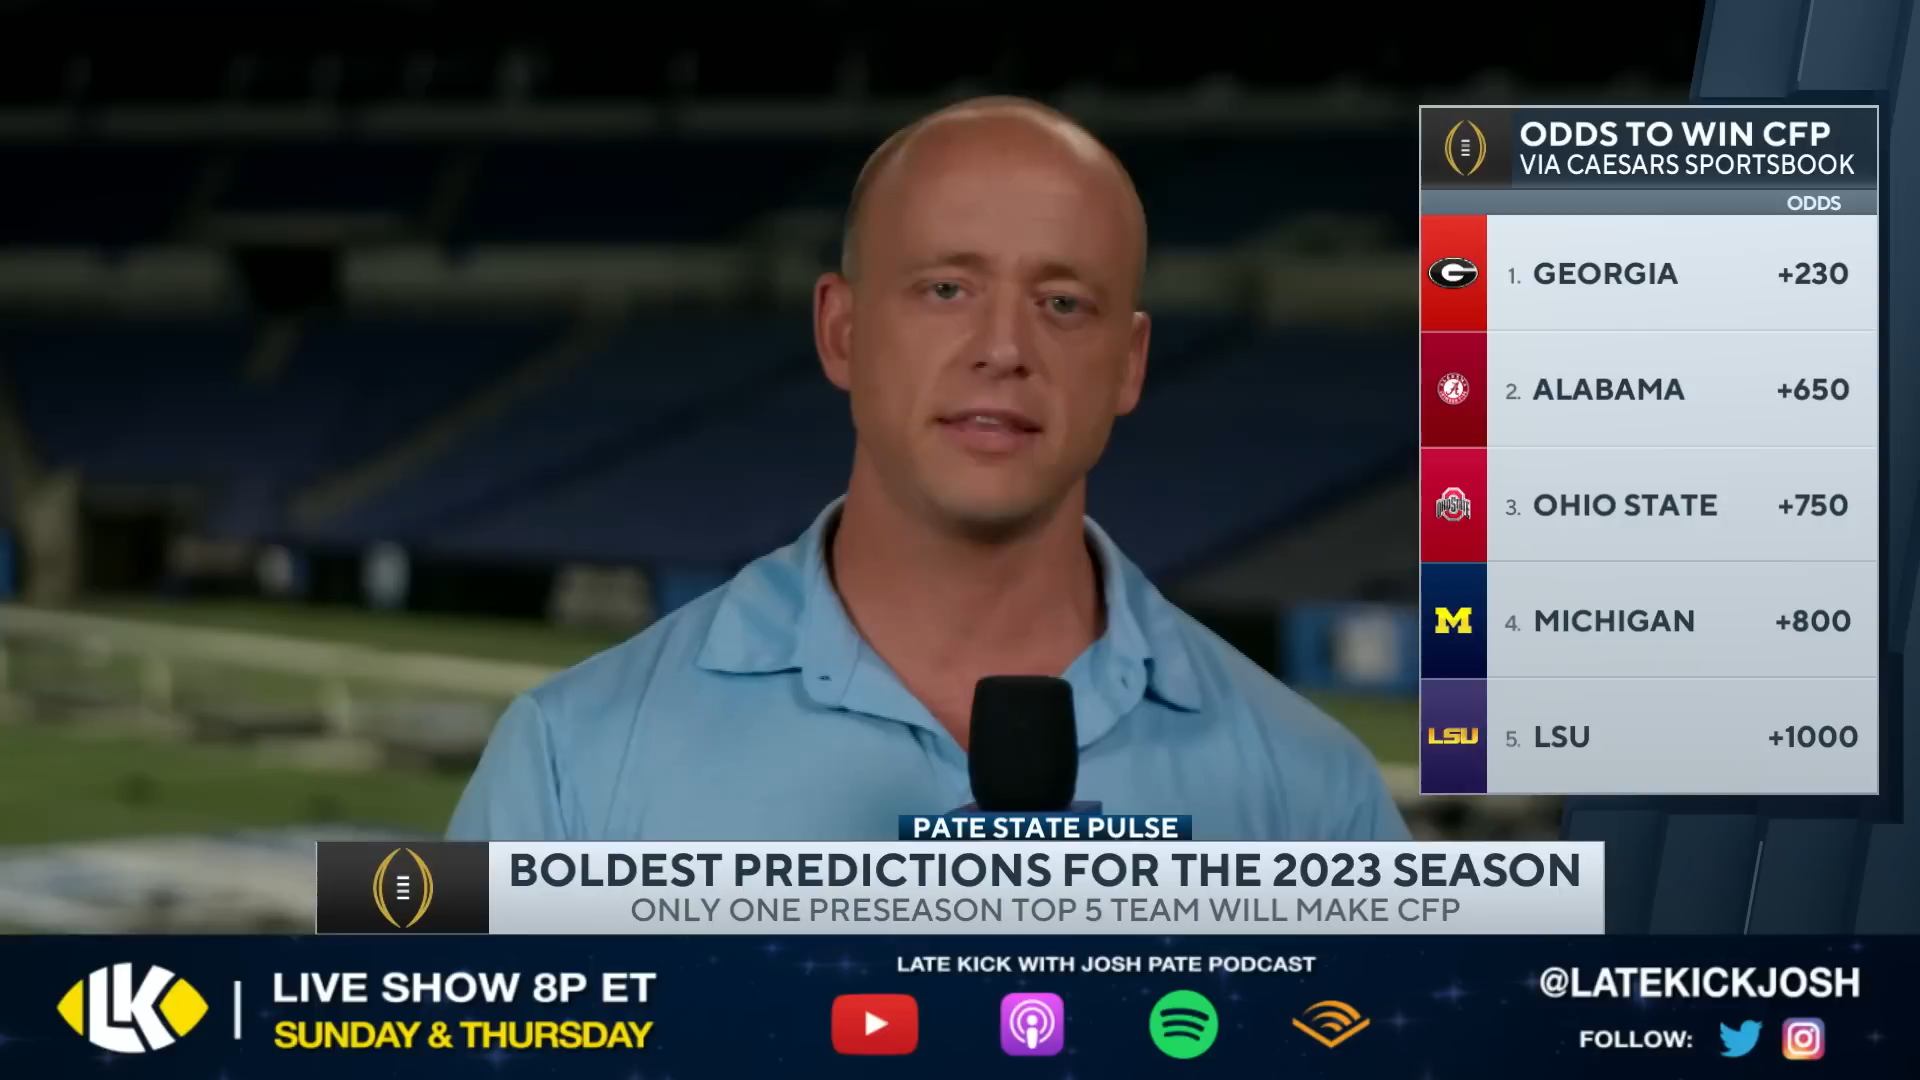 ODDS TO WIN CFP
VIA CAESARS SPORTSBOOK
ODDS
G 1. GEORGIA +230
A 2. ALABAMA +650
OHIO STATE 3. OHIO STATE +750
M 4. MICHIGAN +800
LSU 5. LSU +1000
PATE STATE PULSE
BOLDEST PREDICTIONS FOR THE 2023 SEASON
ONLY ONE PRESEASON TOP 5 TEAM WILL MAKE CFP
LK
LIVE SHOW 8P ET
SUNDAY & THURSDAY
LATE KICK WITH JOSH PATE PODCAST
@LATEKICKJOSH
FOLLOW: